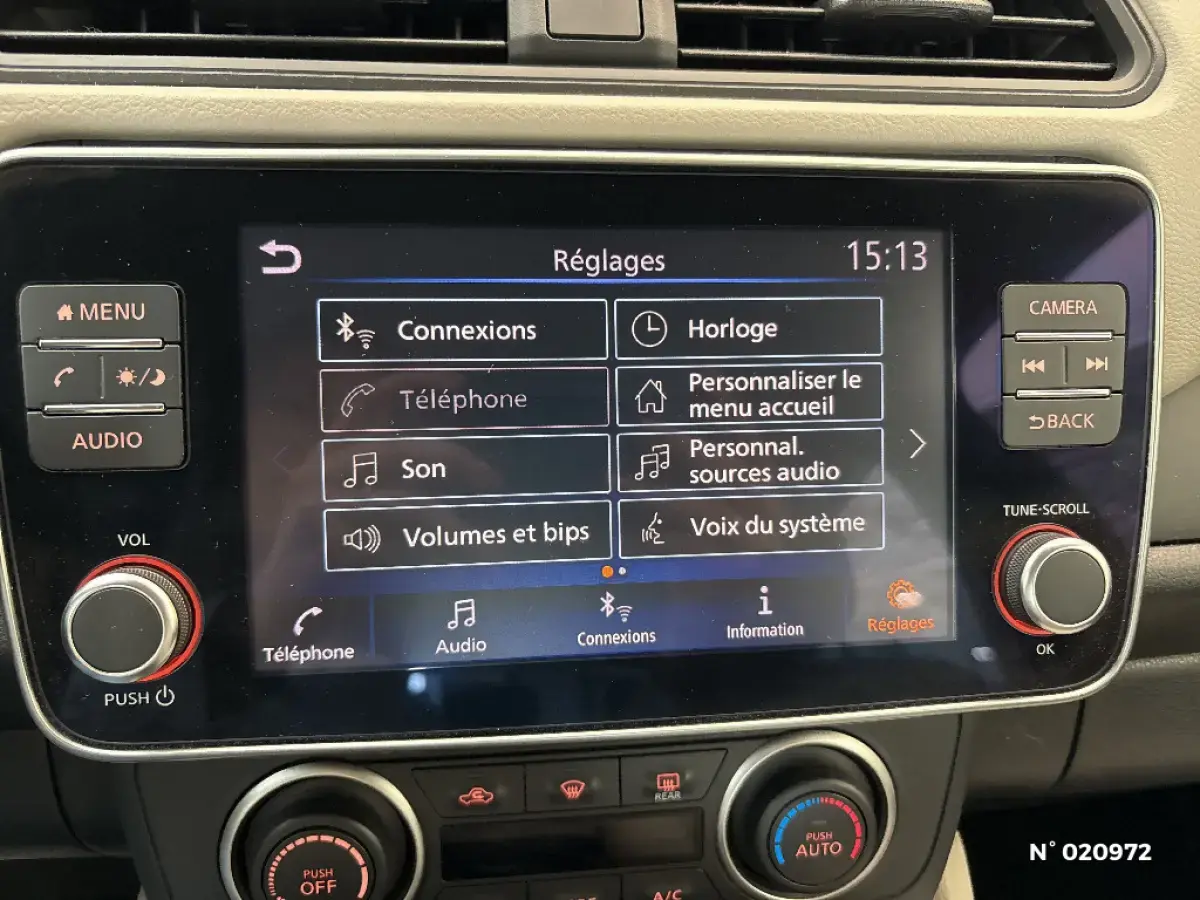 Réglages
15:13
MENU
AUDIO
VOL
PUSH
Connexions
Téléphone
Son
Volumes et bips
Horloge
Personnaliser le
menu accueil
Personnal.
sources audio
Voix du système
Téléphone
Audio
Connexions
Information
Réglages
CAMERA
BACK
TUNE·SCROLL
OK
REAR
PUSH
OFF
PUSH
AUTO
A/C
N° 020972